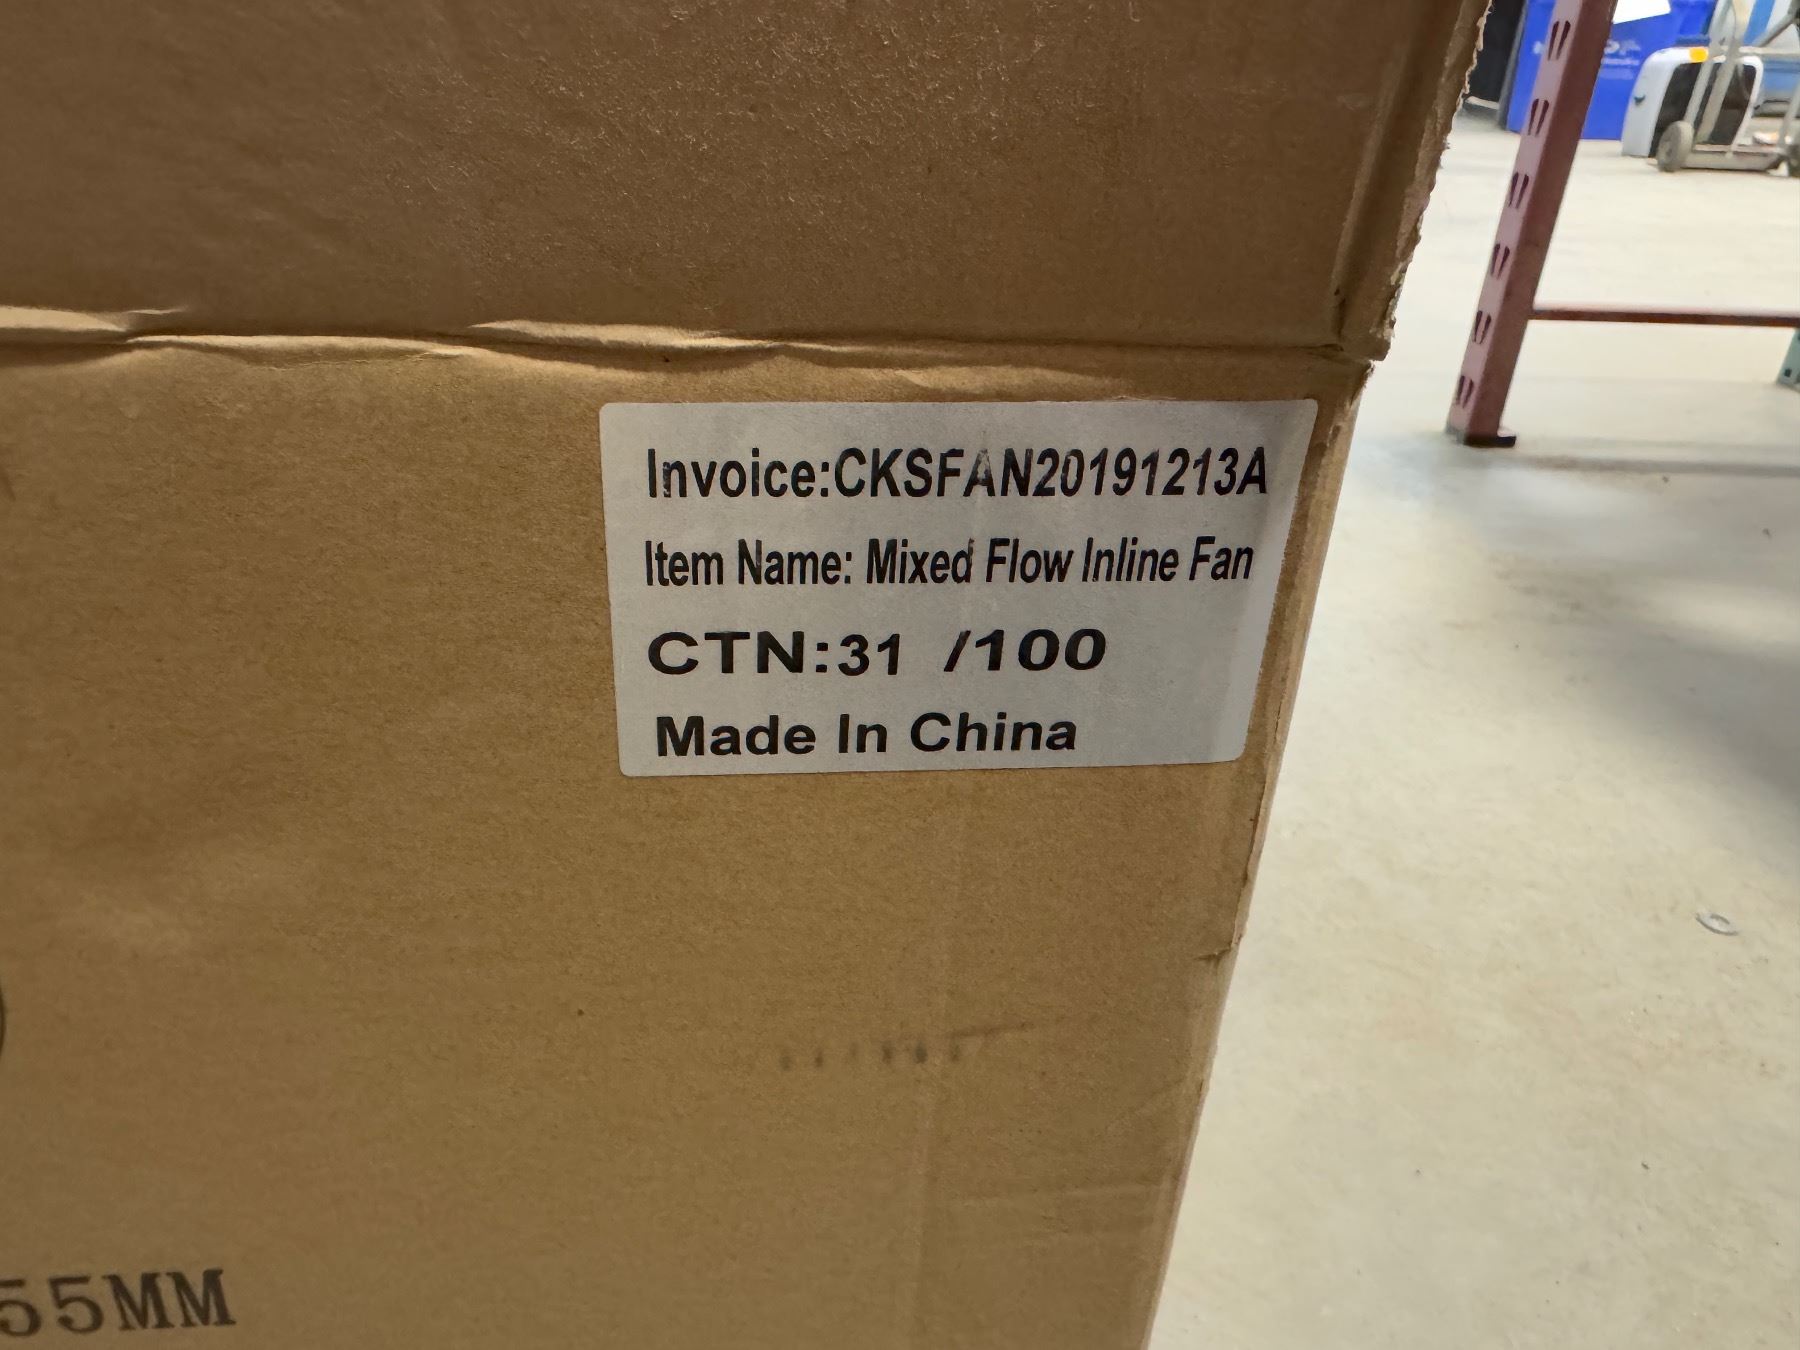 Invoice:CKSFAN20191213A
Item Name: Mixed Flow Inline Fan
CTN:31 /100
Made In China
55MM